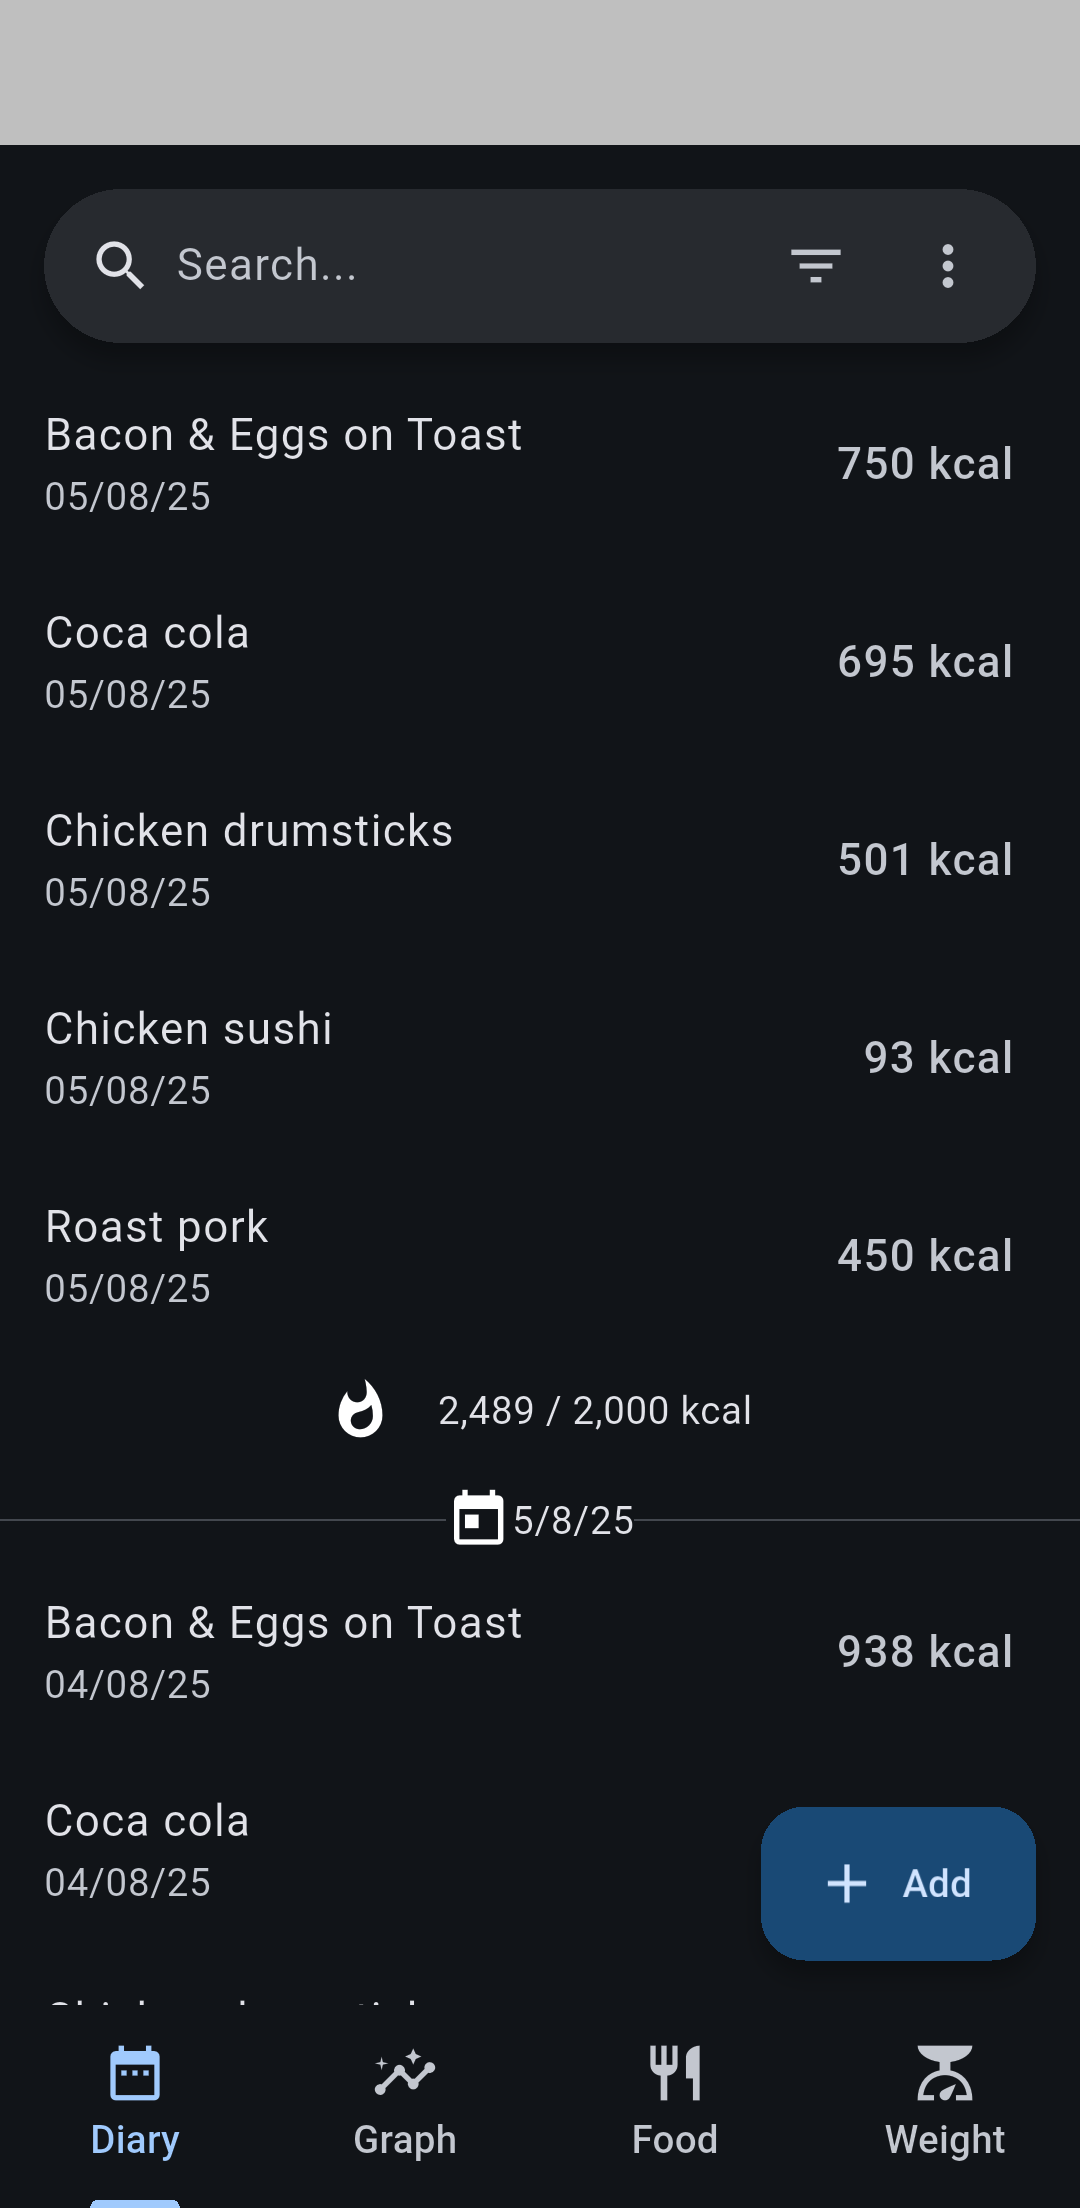 Search...
Bacon & Eggs on Toast
05/08/25
750 kcal
Coca cola
05/08/25
695 kcal
Chicken drumsticks
05/08/25
501 kcal
Chicken sushi
05/08/25
93 kcal
Roast pork
05/08/25
450 kcal
2,489 / 2,000 kcal
5/8/25
Bacon & Eggs on Toast
04/08/25
938 kcal
Coca cola
04/08/25
Add
Diary
Graph
Food
Weight